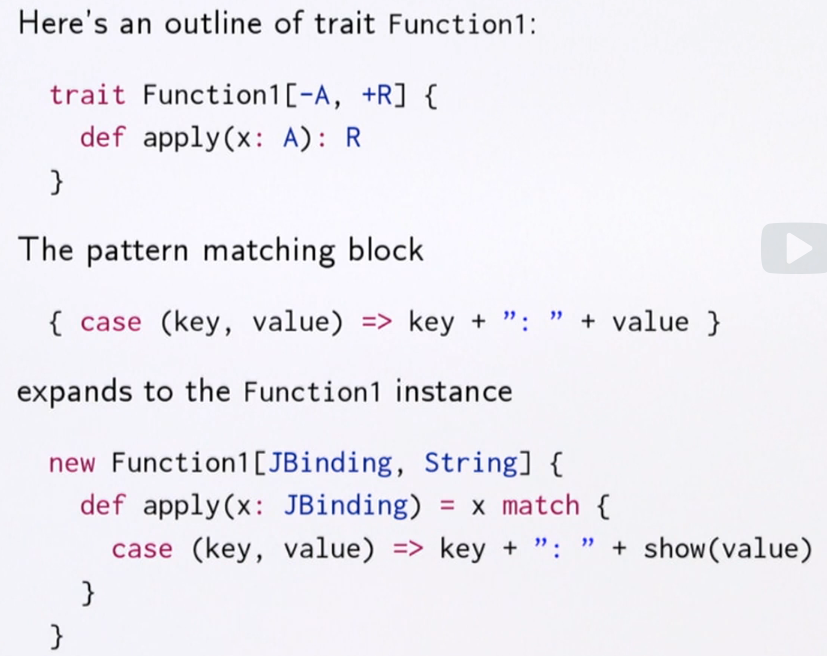 Here's an outline of trait Function1:
trait Function1[-A, +R] {
def apply(x: A): R
}
The pattern matching block
{ case (key, value) => key + ”: ” + value }
expands to the Function1 instance
new Function1[JBinding, String] {
def apply(x: JBinding) = x match {
case (key, value) => key + ”: ” + show(value)
}
}